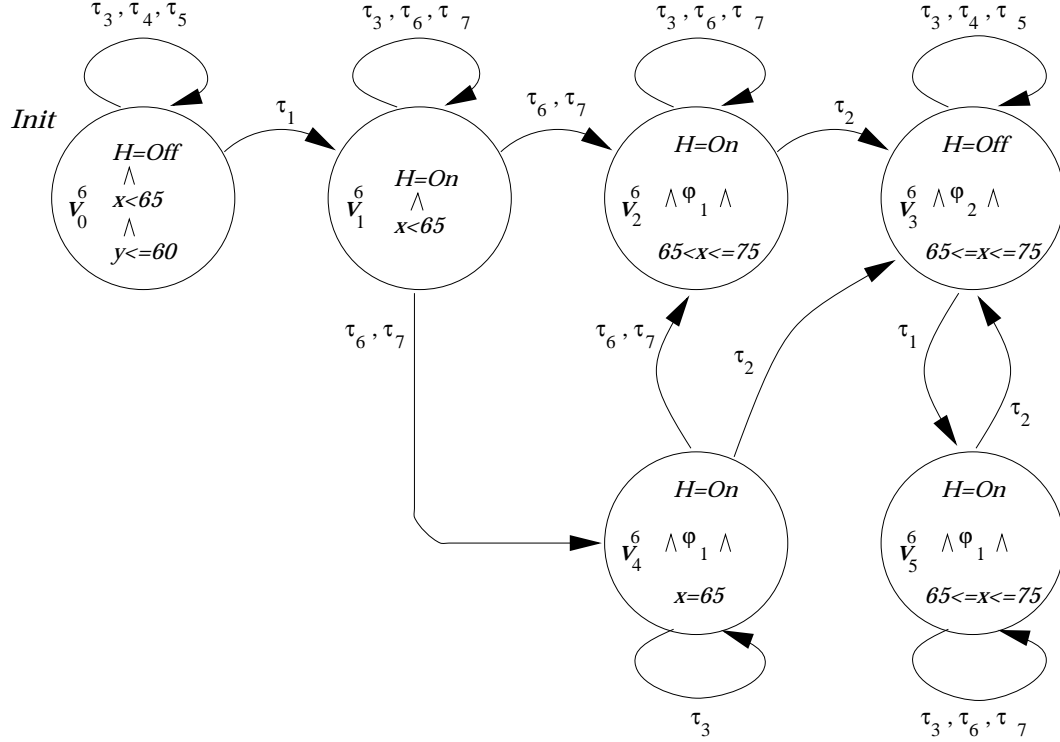 τ₃ , τ₄ , τ₅
τ₃ , τ₆ , τ ₇
τ₃ , τ₆ , τ ₇
τ₃ , τ₄ , τ ₅
Init
τ₁
τ₆ , τ₇
τ₂
H=Off
∧
x<65
∧
y<=60
V₀⁶
H=On
∧
x<65
V₁⁶
H=On
V₂⁶ ∧ φ₁ ∧
65<x<=75
H=Off
V₃⁶ ∧ φ₂ ∧
65<=x<=75
τ₆ , τ₇
τ₆ , τ₇
τ₂
τ₁
τ₂
H=On
V₄⁶ ∧ φ₁ ∧
x=65
H=On
V₅⁶ ∧ φ₁ ∧
65<=x<=75
τ₃
τ₃ , τ₆ , τ ₇